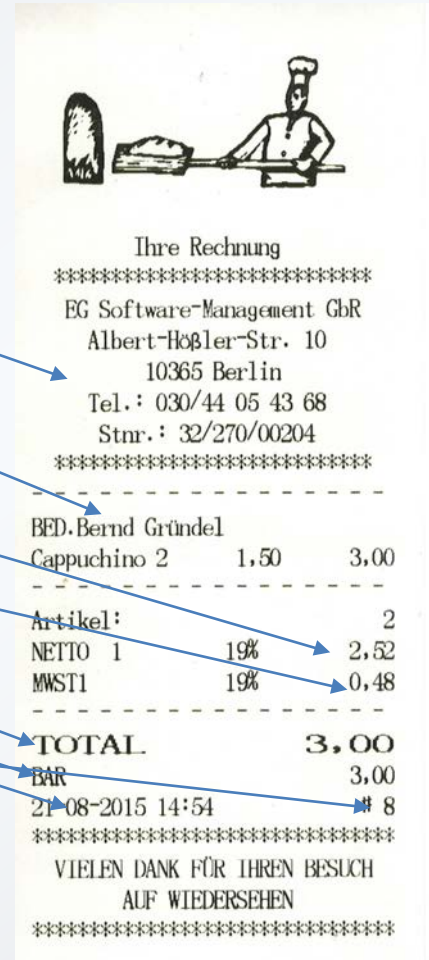 Ihre Rechnung
******************************
EG Software-Management GbR
Albert-Hößler-Str. 10
10365 Berlin
Tel.: 030/44 05 43 68
Stnr.: 32/270/00204
******************************
- - - - - - - - - - - - - - - -
BED.Bernd Gründel
Cappuchino 2 1,50 3,00
- - - - - - - - - - - - - - - -
Artikel: 2
NETTO 1 19% 2,52
MWST1 19% 0,48
- - - - - - - - - - - - - - - -
TOTAL 3,00
BAR 3,00
21-08-2015 14:54 # 8
**********************************
VIELEN DANK FÜR IHREN BESUCH
AUF WIEDERSEHEN
**********************************